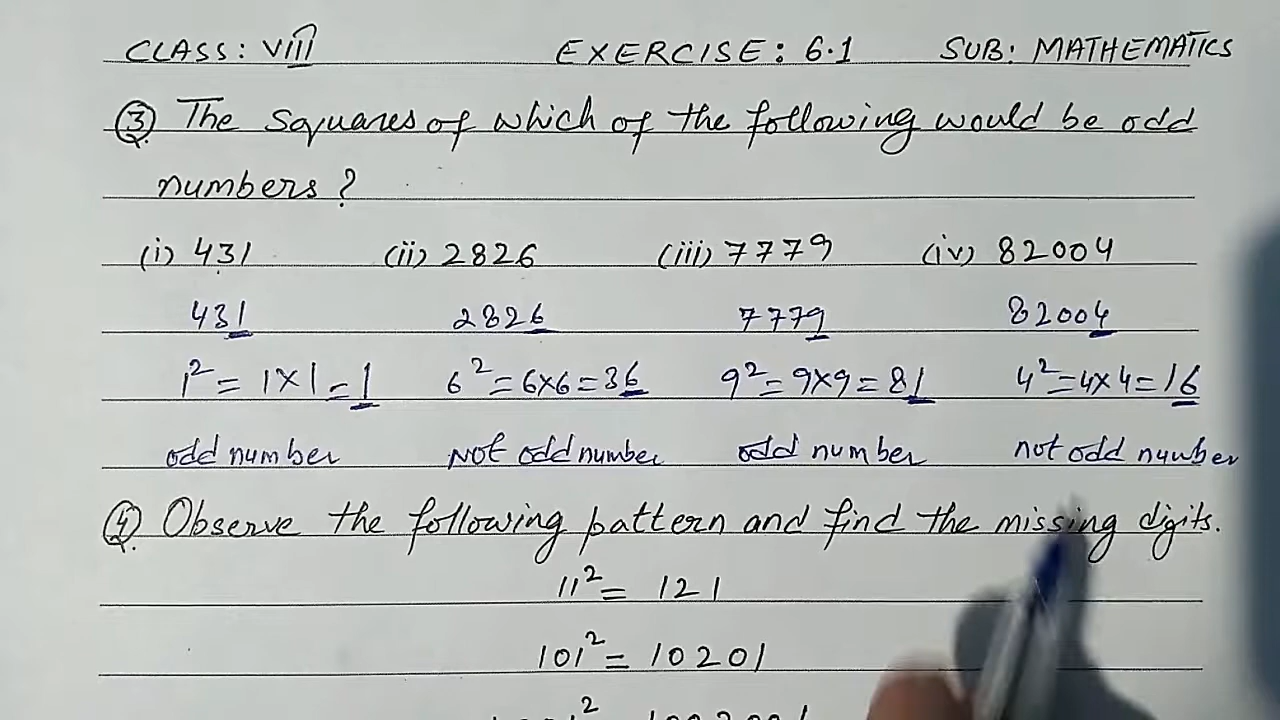 CLASS: VIII EXERCISE: 6.1 SUB: MATHEMATICS
Q3 The squares of which of the following would be odd
numbers?
(i) 431 (ii) 2826 (iii) 7779 (iv) 82004
431 2826 7779 82004
1² = 1×1 = 1 6² = 6×6 = 36 9² = 9×9 = 81 4² = 4×4 = 16
odd number Not odd number odd number not odd number
Q4 Observe the following pattern and find the missing digits.
11² = 121
101² = 10201